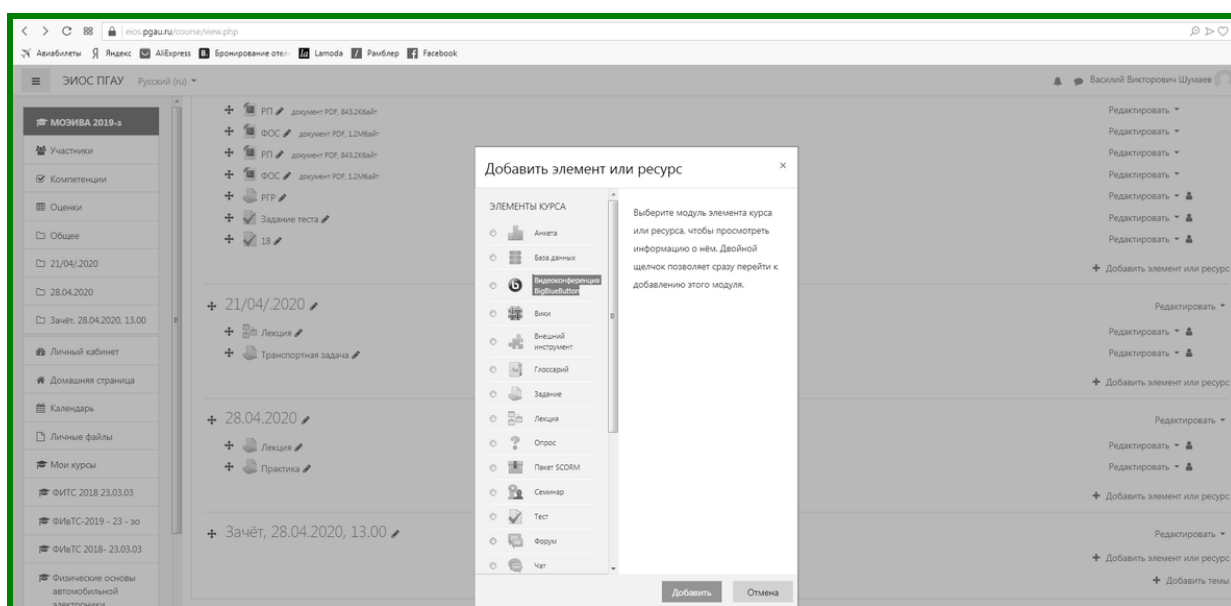 eios.pgau.ru/course/view.php
Авиабилеты Яндекс AliExpress Бронирование отел Lamoda Рамблер Facebook
ЭИОС ПГАУ Русский (ru) Василий Викторович Шумаев
МОЭИВА 2019-з
Участники
Компетенции
Оценки
Общее
21/04/.2020
28.04.2020
Зачёт, 28.04.2020, 13.00
Личный кабинет
Домашняя страница
Календарь
Личные файлы
Мои курсы
ФИТС 2018 23.03.03
ФИвТС-2019 - 23 - зо
ФИвТС 2018- 23.03.03
Физические основы
автомобильной
электроники
РП документ PDF, 843.2Кбайт Редактировать
ФОС документ PDF, 1.2Мбайт Редактировать
РП документ PDF, 843.2Кбайт Редактировать
ФОС документ PDF, 1.2Мбайт Редактировать
РГР Редактировать
Задание теста Редактировать
18 Редактировать
Добавить элемент или ресурс
21/04/.2020 Редактировать
Лекция Редактировать
Транспортная задача Редактировать
Добавить элемент или ресурс
28.04.2020 Редактировать
Лекция Редактировать
Практика Редактировать
Добавить элемент или ресурс
Зачёт, 28.04.2020, 13.00 Редактировать
Добавить элемент или ресурс
Добавить темы
Добавить элемент или ресурс ×
ЭЛЕМЕНТЫ КУРСА
Анкета
База данных
Видеоконференция
BigBlueButton
Вики
Внешний
инструмент
Глоссарий
Задание
Лекция
Опрос
Пакет SCORM
Семинар
Тест
Форум
Чат
Выберите модуль элемента курса
или ресурса, чтобы просмотреть
информацию о нём. Двойной
щелчок позволяет сразу перейти к
добавлению этого модуля.
Добавить Отмена